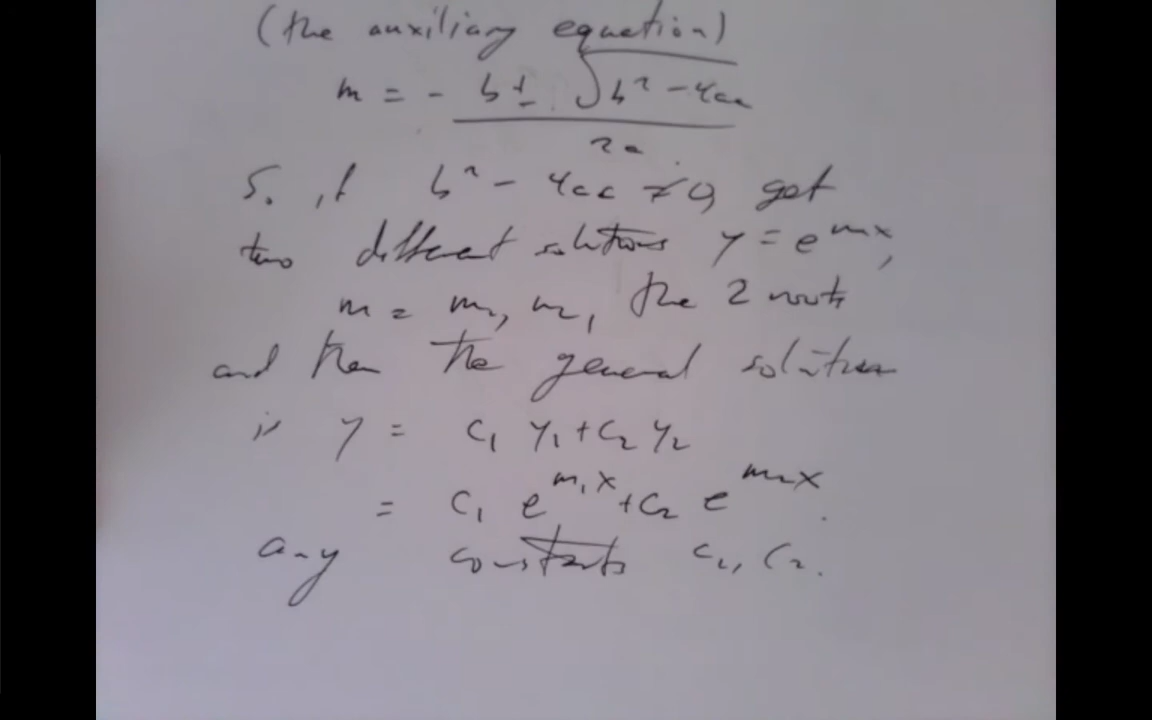 (the auxiliary equation)
m = - b ± √b² - 4ac
2a
So if b² - 4ac ≠ 0, get
two different solutions y = e^mx,
m = m₁, m₂, the 2 roots
and then the general solution
is y = c₁ y₁ + c₂ y₂
= c₁ e^m₁x + c₂ e^m₂x.
any constants c₁, c₂.